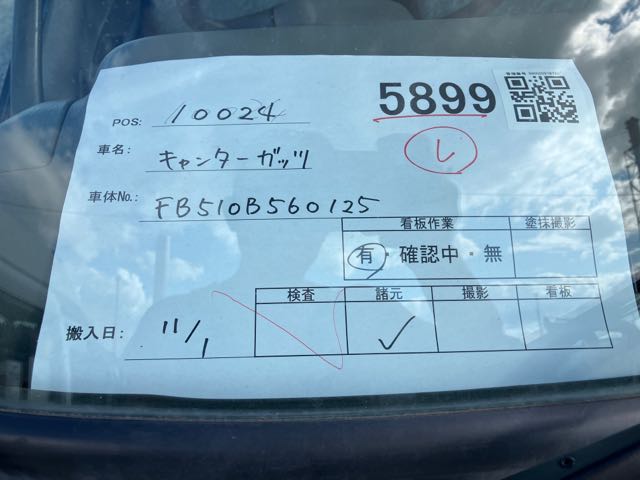 5899
POS: 10024
レ
車名: キャンターガッツ
車体No.: FB510B560125
看板作業 塗抹撮影
有・確認中・無
検査 諸元 撮影 看板
搬入日: 11/1 ✓